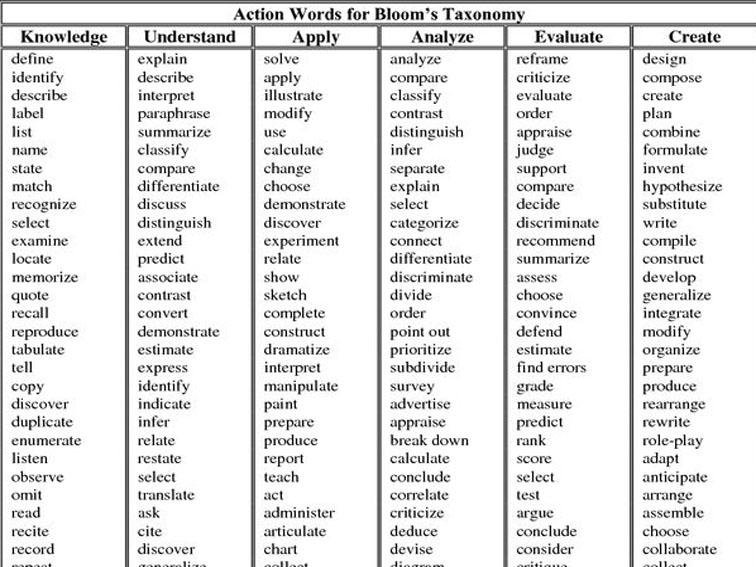 Action Words for Bloom's Taxonomy
Knowledge Understand Apply Analyze Evaluate Create
define explain solve analyze reframe design
identify describe apply compare criticize compose
describe interpret illustrate classify evaluate create
label paraphrase modify contrast order plan
list summarize use distinguish appraise combine
name classify calculate infer judge formulate
state compare change separate support invent
match differentiate choose explain compare hypothesize
recognize discuss demonstrate select decide substitute
select distinguish discover categorize discriminate write
examine extend experiment connect recommend compile
locate predict relate differentiate summarize construct
memorize associate show discriminate assess develop
quote contrast sketch divide choose generalize
recall convert complete order convince integrate
reproduce demonstrate construct point out defend modify
tabulate estimate dramatize prioritize estimate organize
tell express interpret subdivide find errors prepare
copy identify manipulate survey grade produce
discover indicate paint advertise measure rearrange
duplicate infer prepare appraise predict rewrite
enumerate relate produce break down rank role-play
listen restate report calculate score adapt
observe select teach conclude select anticipate
omit translate act correlate test arrange
read ask administer criticize argue assemble
recite cite articulate deduce conclude choose
record discover chart devise consider collaborate